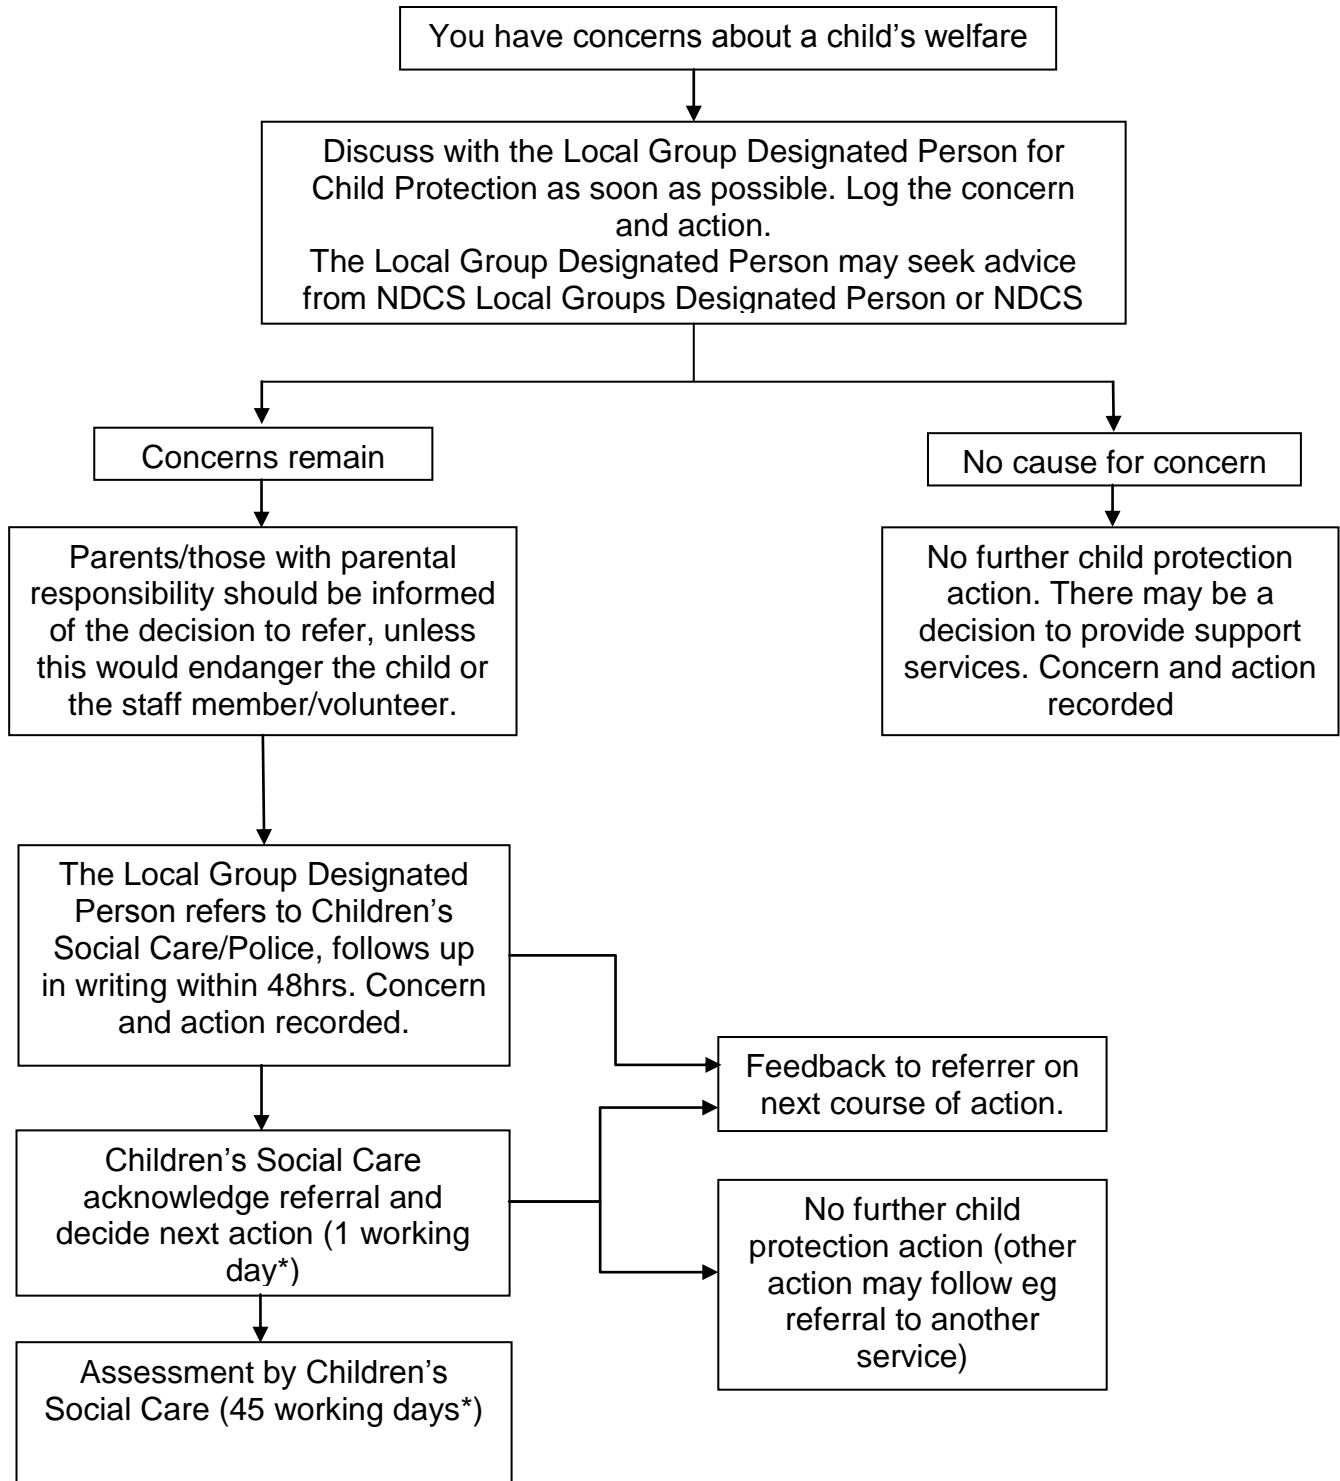 You have concerns about a child’s welfare
Discuss with the Local Group Designated Person for
Child Protection as soon as possible. Log the concern
and action.
The Local Group Designated Person may seek advice
from NDCS Local Groups Designated Person or NDCS
Concerns remain
No cause for concern
Parents/those with parental
responsibility should be informed
of the decision to refer, unless
this would endanger the child or
the staff member/volunteer.
No further child protection
action. There may be a
decision to provide support
services. Concern and action
recorded
The Local Group Designated
Person refers to Children’s
Social Care/Police, follows up
in writing within 48hrs. Concern
and action recorded.
Feedback to referrer on
next course of action.
Children’s Social Care
acknowledge referral and
decide next action (1 working
day*)
No further child
protection action (other
action may follow eg
referral to another
service)
Assessment by Children’s
Social Care (45 working days*)